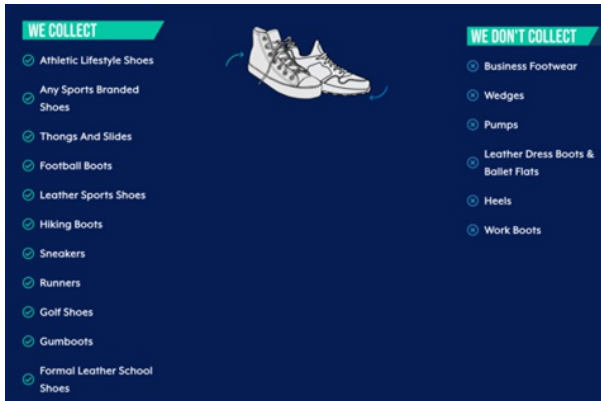 WE COLLECT
Athletic Lifestyle Shoes
Any Sports Branded
Shoes
Thongs And Slides
Football Boots
Leather Sports Shoes
Hiking Boots
Sneakers
Runners
Golf Shoes
Gumboots
Formal Leather School
Shoes
WE DON'T COLLECT
Business Footwear
Wedges
Pumps
Leather Dress Boots &
Ballet Flats
Heels
Work Boots